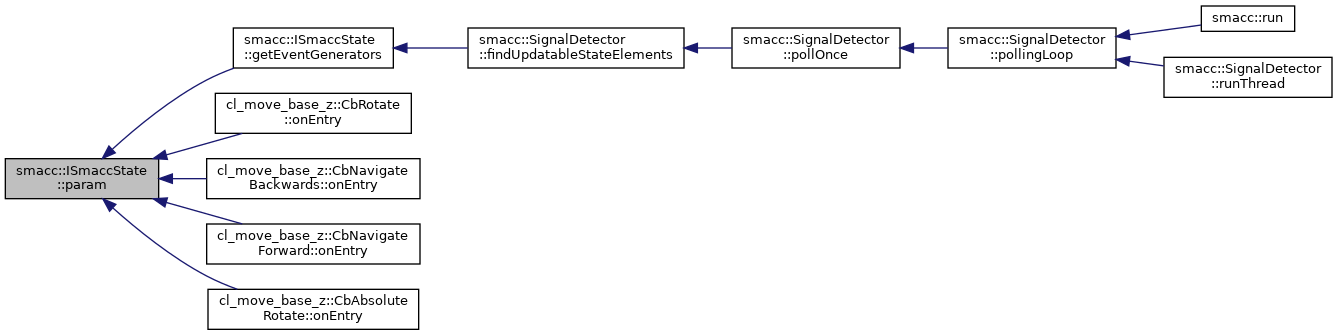 smacc::ISmaccState
::param
smacc::ISmaccState
::getEventGenerators
smacc::SignalDetector
::findUpdatableStateElements
smacc::SignalDetector
::pollOnce
smacc::SignalDetector
::pollingLoop
smacc::run
smacc::SignalDetector
::runThread
cl_move_base_z::CbRotate
::onEntry
cl_move_base_z::CbNavigate
Backwards::onEntry
cl_move_base_z::CbNavigate
Forward::onEntry
cl_move_base_z::CbAbsolute
Rotate::onEntry